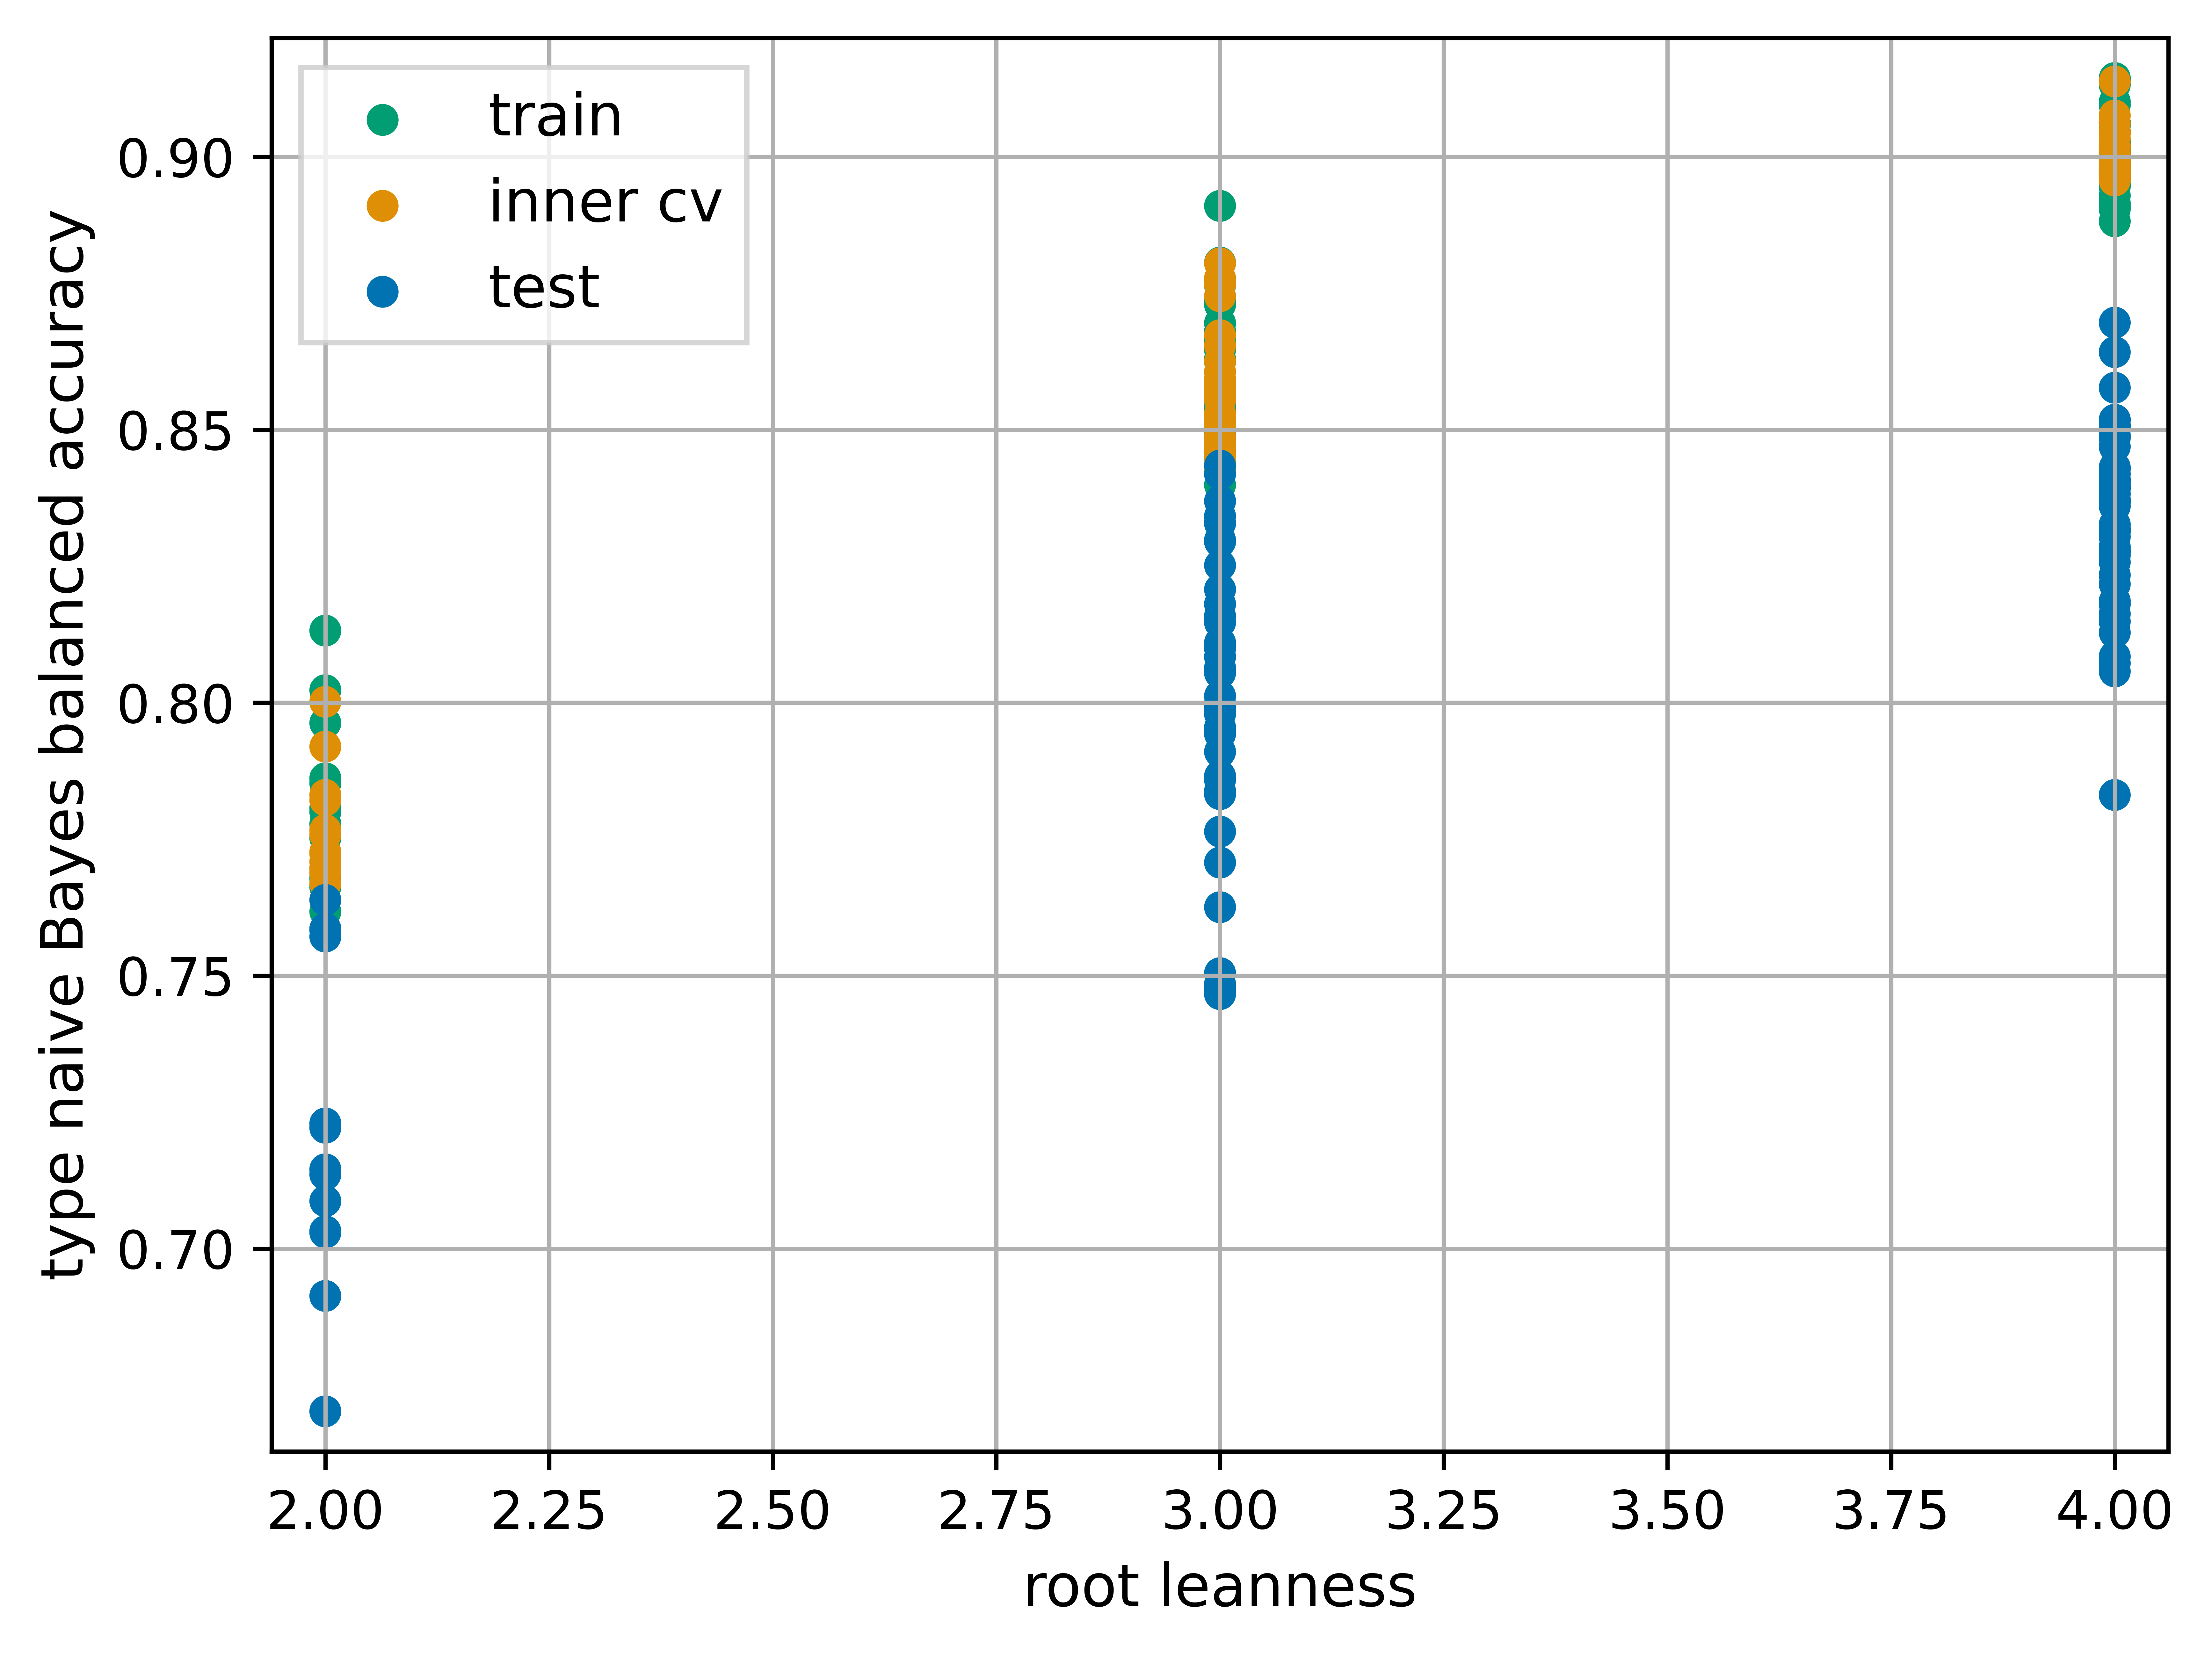 train
inner cv
test
type naive Bayes balanced accuracy
0.90
0.85
0.80
0.75
0.70
2.00 2.25 2.50 2.75 3.00 3.25 3.50 3.75 4.00
root leanness